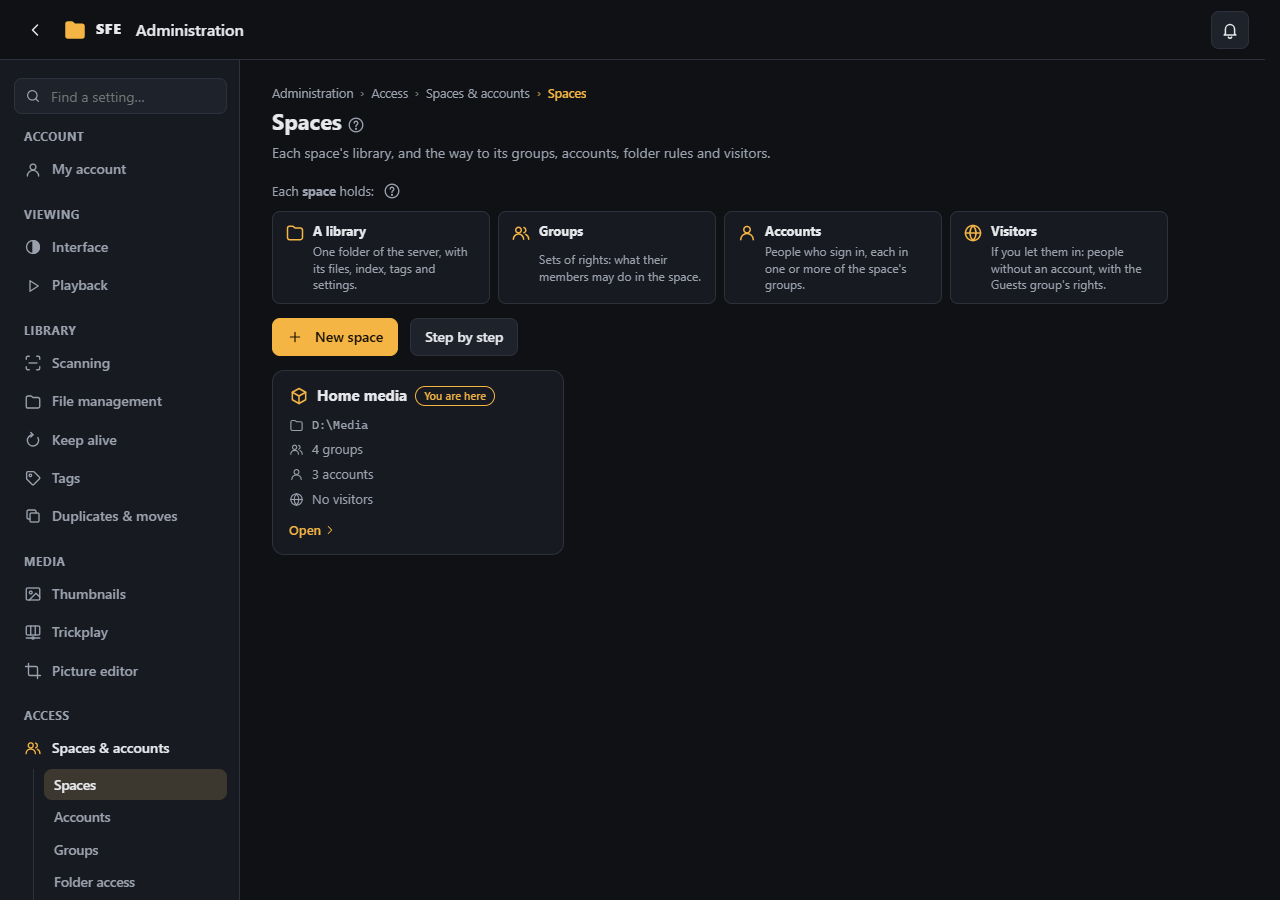 SFE Administration
Find a setting...
ACCOUNT
My account
VIEWING
Interface
Playback
LIBRARY
Scanning
File management
Keep alive
Tags
Duplicates & moves
MEDIA
Thumbnails
Trickplay
Picture editor
ACCESS
Spaces & accounts
Spaces
Accounts
Groups
Folder access
Administration › Access › Spaces & accounts › Spaces
Spaces
Each space's library, and the way to its groups, accounts, folder rules and visitors.
Each space holds:
A library
One folder of the server, with
its files, index, tags and
settings.
Groups
Sets of rights: what their
members may do in the space.
Accounts
People who sign in, each in
one or more of the space's
groups.
Visitors
If you let them in: people
without an account, with the
Guests group's rights.
New space
Step by step
Home media You are here
D:\Media
4 groups
3 accounts
No visitors
Open